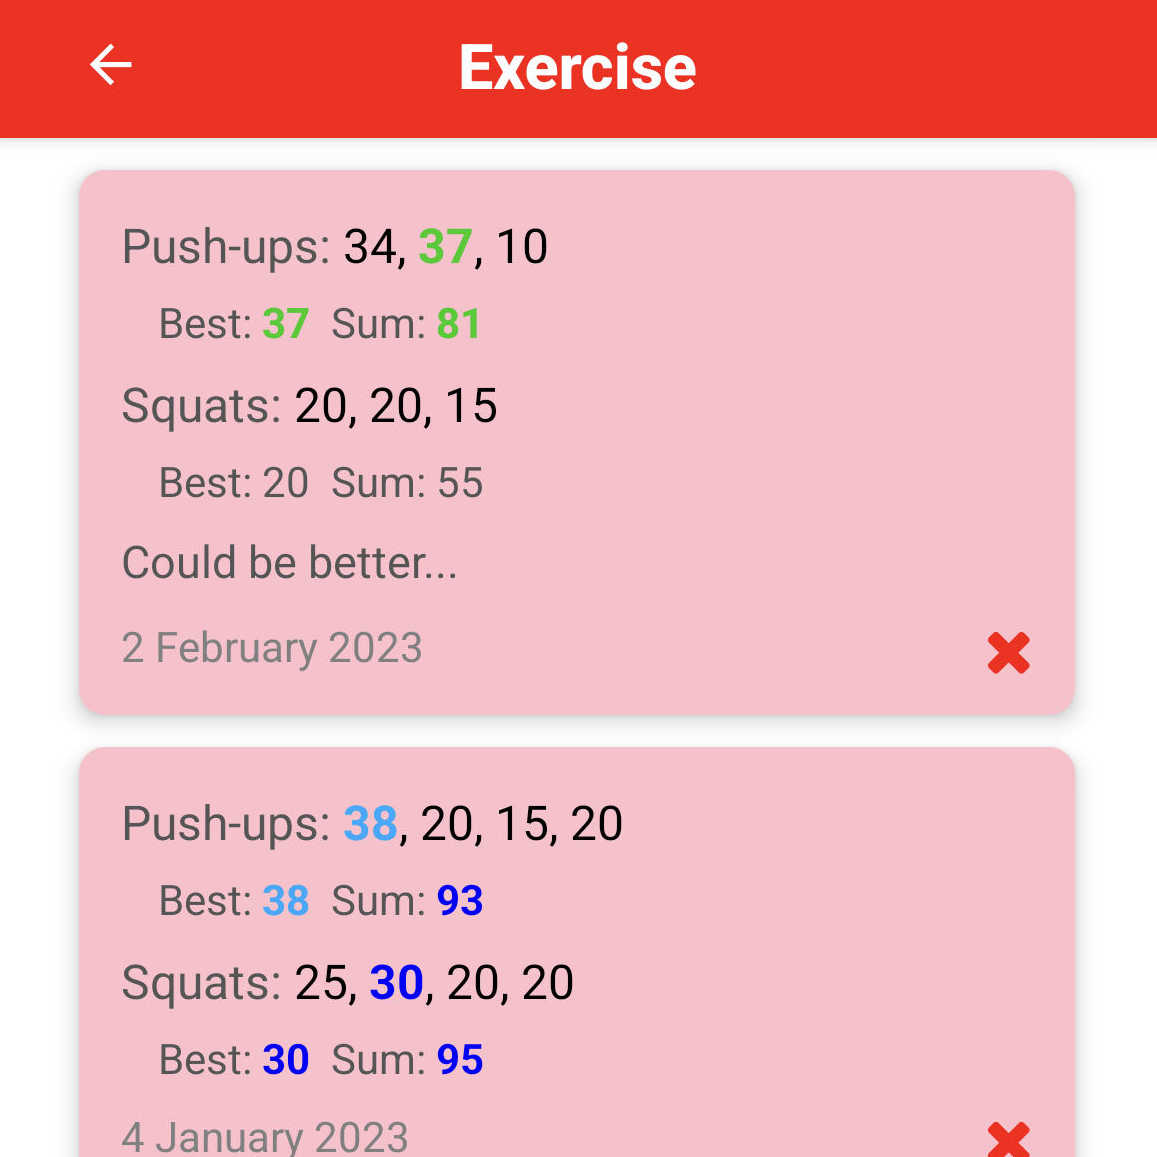 Exercise
Push-ups: 34, 37, 10
Best: 37 Sum: 81
Squats: 20, 20, 15
Best: 20 Sum: 55
Could be better...
2 February 2023
Push-ups: 38, 20, 15, 20
Best: 38 Sum: 93
Squats: 25, 30, 20, 20
Best: 30 Sum: 95
4 January 2023